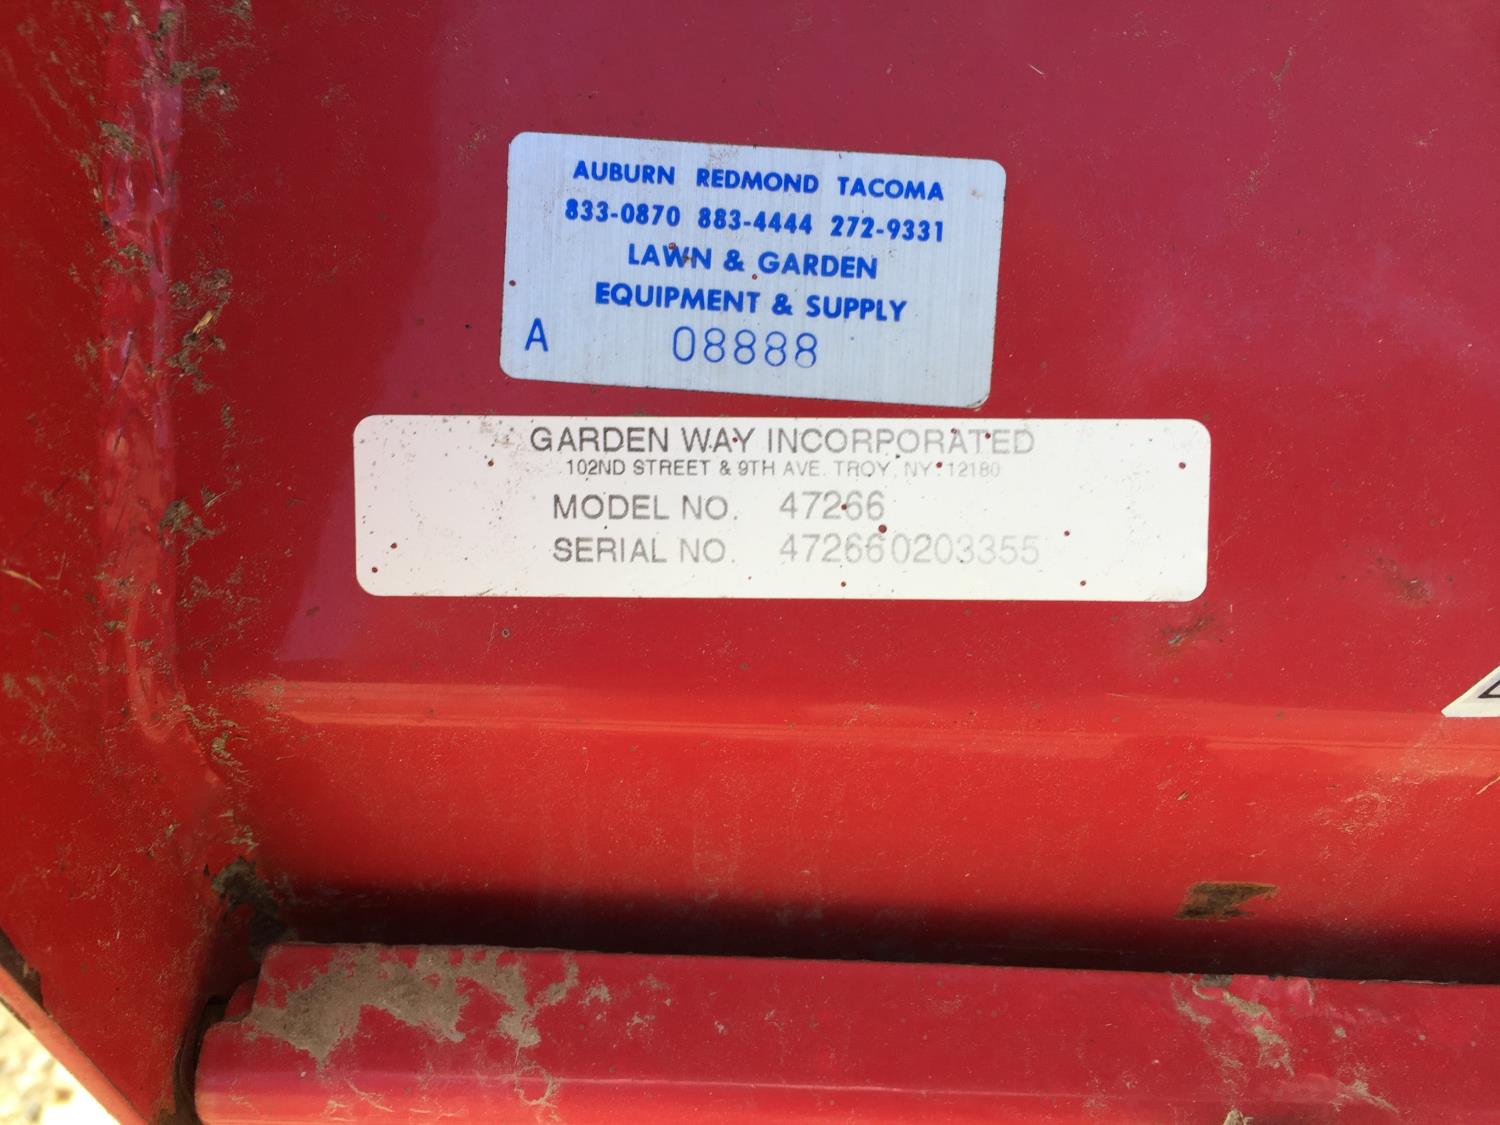 AUBURN REDMOND TACOMA
833-0870 883-4444 272-9331
LAWN & GARDEN
EQUIPMENT & SUPPLY
A 08888
GARDEN WAY INCORPORATED
102ND STREET & 9TH AVE. TROY, NY. 12180
MODEL NO. 47266
SERIAL NO. 472660203355